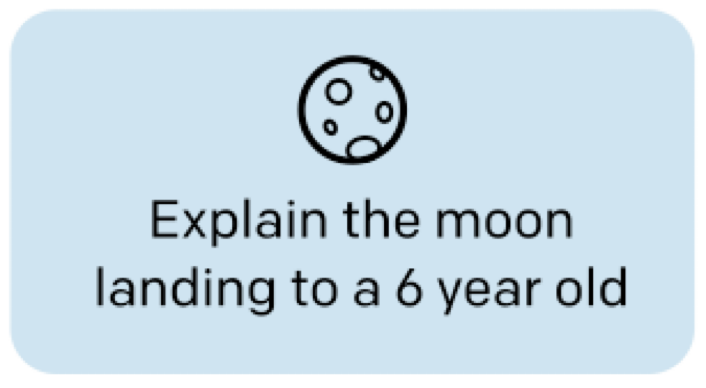 Explain the moon
landing to a 6 year old